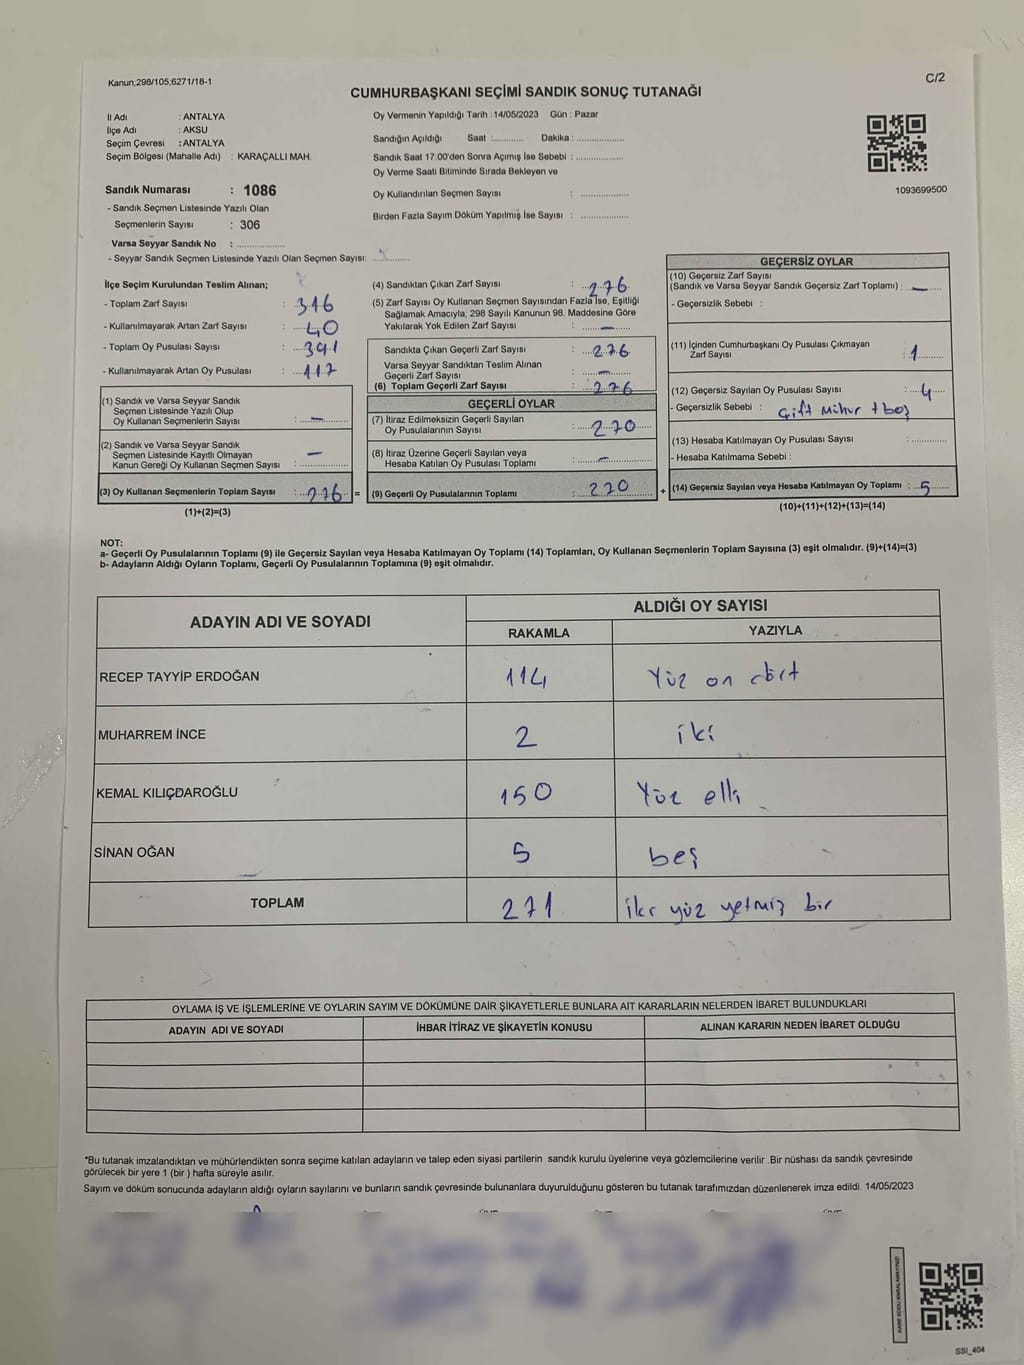 Kanun;298/105,6271/18-1
C/2
CUMHURBAŞKANI SEÇİMİ SANDIK SONUÇ TUTANAĞI
İl Adı : ANTALYA
İlçe Adı : AKSU
Seçim Çevresi : ANTALYA
Seçim Bölgesi (Mahalle Adı) : KARAÇALLI MAH.
Sandık Numarası : 1086
- Sandık Seçmen Listesinde Yazılı Olan
Seçmenlerin Sayısı : 306
Varsa Seyyar Sandık No : ..............
- Seyyar Sandık Seçmen Listesinde Yazılı Olan Seçmen Sayısı: ............
Oy Vermenin Yapıldığı Tarih : 14/05/2023 Gün : Pazar
Sandığın Açıldığı Saat :........... Dakika : ..............
Sandık Saat 17:00'den Sonra Açımış İse Sebebi : ..............
Oy Verme Saati Bitiminde Sırada Bekleyen ve
Oy Kullandırılan Seçmen Sayısı : ..............
Birden Fazla Sayım Döküm Yapılmış İse Sayısı : ..............
1093699500
İlçe Seçim Kurulundan Teslim Alınan;
- Toplam Zarf Sayısı : 316
- Kullanılmayarak Artan Zarf Sayısı : 40
- Toplam Oy Pusulası Sayısı : 391
- Kullanılmayarak Artan Oy Pusulası : 117
(1) Sandık ve Varsa Seyyar Sandık
Seçmen Listesinde Yazılı Olup
Oy Kullanan Seçmenlerin Sayısı : —
(2) Sandık ve Varsa Seyyar Sandık
Seçmen Listesinde Kayıtlı Olmayan
Kanun Gereği Oy Kullanan Seçmen Sayısı : —
(3) Oy Kullanan Seçmenlerin Toplam Sayısı : 276 =
(1)+(2)=(3)
(4) Sandıktan Çıkan Zarf Sayısı : 276
(5) Zarf Sayısı Oy Kullanan Seçmen Sayısından Fazla İse, Eşitliği
Sağlamak Amacıyla; 298 Sayılı Kanunun 98. Maddesine Göre
Yakılarak Yok Edilen Zarf Sayısı : —
Sandıkta Çıkan Geçerli Zarf Sayısı : 276
Varsa Seyyar Sandıktan Teslim Alınan
Geçerli Zarf Sayısı : —
(6) Toplam Geçerli Zarf Sayısı : 276
GEÇERLİ OYLAR
(7) İtiraz Edilmeksizin Geçerli Sayılan
Oy Pusulalarının Sayısı : 270
(8) İtiraz Üzerine Geçerli Sayılan veya
Hesaba Katılan Oy Pusulası Toplamı : —
(9) Geçerli Oy Pusulalarının Toplamı : 270 +
GEÇERSİZ OYLAR
(10) Geçersiz Zarf Sayısı
(Sandık ve Varsa Seyyar Sandık Geçersiz Zarf Toplamı) : —
- Geçersizlik Sebebi :
(11) İçinden Cumhurbaşkanı Oy Pusulası Çıkmayan
Zarf Sayısı : 1
(12) Geçersiz Sayılan Oy Pusulası Sayısı : 4
- Geçersizlik Sebebi : Çift Mühür + boş
(13) Hesaba Katılmayan Oy Pusulası Sayısı : ..............
- Hesaba Katılmama Sebebi :
(14) Geçersiz Sayılan veya Hesaba Katılmayan Oy Toplamı : 5
(10)+(11)+(12)+(13)=(14)
NOT:
a- Geçerli Oy Pusulalarının Toplamı (9) ile Geçersiz Sayılan veya Hesaba Katılmayan Oy Toplamı (14) Toplamları, Oy Kullanan Seçmenlerin Toplam Sayısına (3) eşit olmalıdır. (9)+(14)=(3)
b- Adayların Aldığı Oyların Toplamı, Geçerli Oy Pusulalarının Toplamına (9) eşit olmalıdır.
ADAYIN ADI VE SOYADI
ALDIĞI OY SAYISI
RAKAMLA YAZIYLA
RECEP TAYYİP ERDOĞAN 114 Yüz on dört
MUHARREM İNCE 2 iki
KEMAL KILIÇDAROĞLU 150 Yüz elli
SİNAN OĞAN 5 beş
TOPLAM 271 iki yüz yetmiş bir
OYLAMA İŞ VE İŞLEMLERİNE VE OYLARIN SAYIM VE DÖKÜMÜNE DAİR ŞİKAYETLERLE BUNLARA AİT KARARLARIN NELERDEN İBARET BULUNDUKLARI
ADAYIN ADI VE SOYADI İHBAR İTİRAZ VE ŞİKAYETİN KONUSU ALINAN KARARIN NEDEN İBARET OLDUĞU
*Bu tutanak imzalandıktan ve mühürlendikten sonra seçime katılan adayların ve talep eden siyasi partilerin sandık kurulu üyelerine veya gözlemcilerine verilir .Bir nüshası da sandık çevresinde
görülecek bir yere 1 (bir ) hafta süreyle asılır.
Sayım ve döküm sonucunda adayların aldığı oyların sayılarını ve bunların sandık çevresinde bulunanlara duyurulduğunu gösteren bu tutanak tarafımızdan düzenlenerek imza edildi. 14/05/2023
KARE KODU KARALAMAYINIZ!
SSI_404